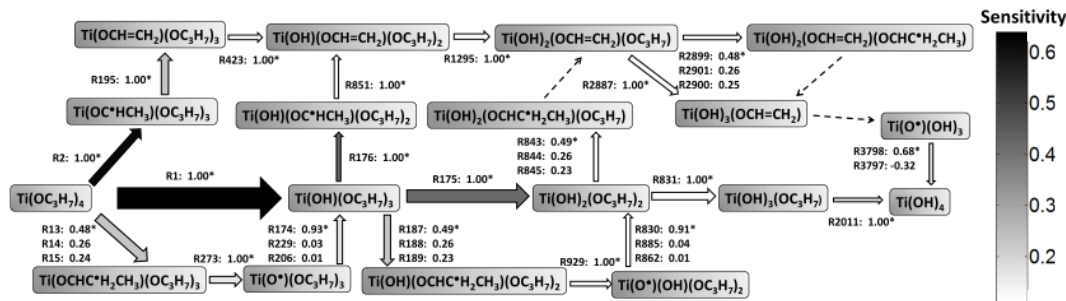 Sensitivity
Ti(OCH=CH₂)(OC₃H₇)₃
Ti(OH)(OCH=CH₂)(OC₃H₇)₂
Ti(OH)₂(OCH=CH₂)(OC₃H₇)
Ti(OH)₂(OCH=CH₂)(OCHC•H₂CH₃)
R423: 1.00*
R1295: 1.00*
R2899: 0.48*
R2901: 0.26
R2900: 0.25
R195: 1.00*
R851: 1.00*
R2887: 1.00*
Ti(OC•HCH₃)(OC₃H₇)₃
Ti(OH)(OC•HCH₃)(OC₃H₇)₂
Ti(OH)₂(OCHC•H₂CH₃)(OC₃H₇)
Ti(OH)₃(OCH=CH₂)
Ti(O•)(OH)₃
R2: 1.00*
R176: 1.00*
R843: 0.49*
R844: 0.26
R845: 0.23
R3798: 0.68*
R3797: -0.32
R1: 1.00*
R175: 1.00*
R831: 1.00*
Ti(OC₃H₇)₄
Ti(OH)(OC₃H₇)₃
Ti(OH)₂(OC₃H₇)₂
Ti(OH)₃(OC₃H₇)
Ti(OH)₄
R2011: 1.00*
R13: 0.48*
R14: 0.26
R15: 0.24
R174: 0.93*
R229: 0.03
R206: 0.01
R187: 0.49*
R188: 0.26
R189: 0.23
R830: 0.91*
R885: 0.04
R862: 0.01
R273: 1.00*
R929: 1.00*
Ti(OCHC•H₂CH₃)(OC₃H₇)₃
Ti(O•)(OC₃H₇)₃
Ti(OH)(OCHC•H₂CH₃)(OC₃H₇)₂
Ti(O•)(OH)(OC₃H₇)₂
0.6
0.5
0.4
0.3
0.2